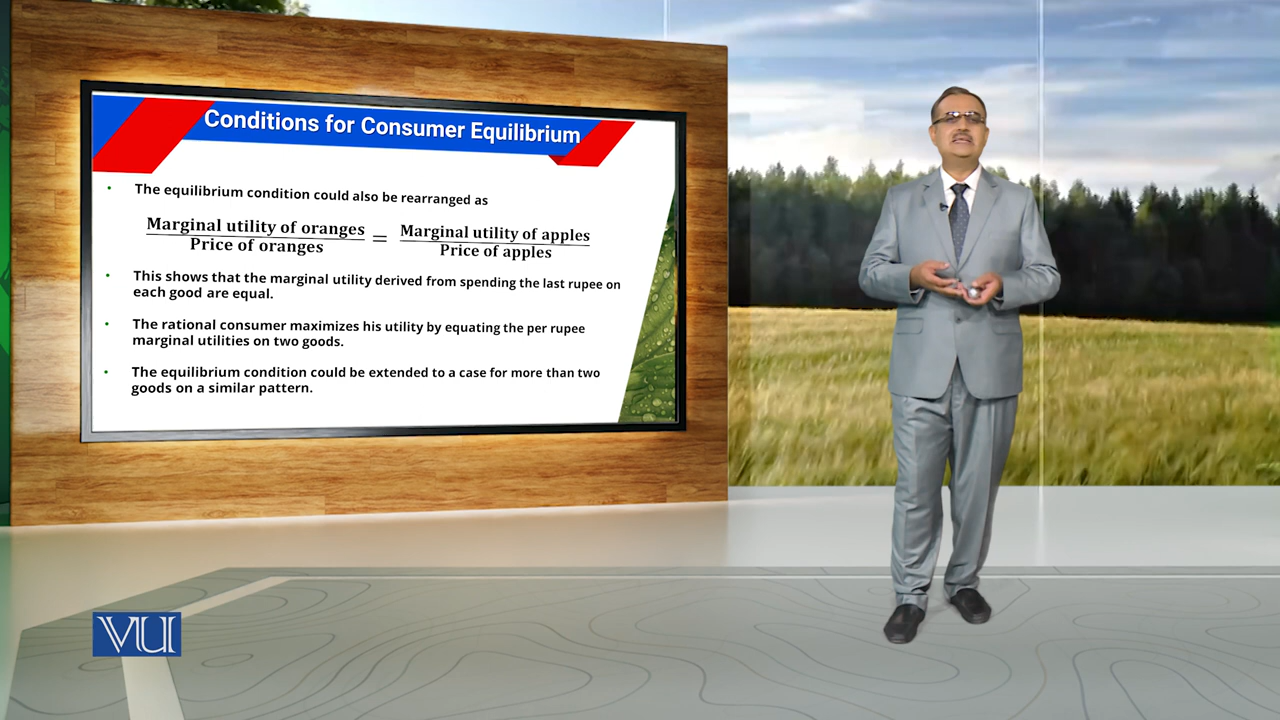 Conditions for Consumer Equilibrium
• The equilibrium condition could also be rearranged as
Marginal utility of oranges / Price of oranges = Marginal utility of apples / Price of apples
• This shows that the marginal utility derived from spending the last rupee on
each good are equal.
• The rational consumer maximizes his utility by equating the per rupee
marginal utilities on two goods.
• The equilibrium condition could be extended to a case for more than two
goods on a similar pattern.
VU